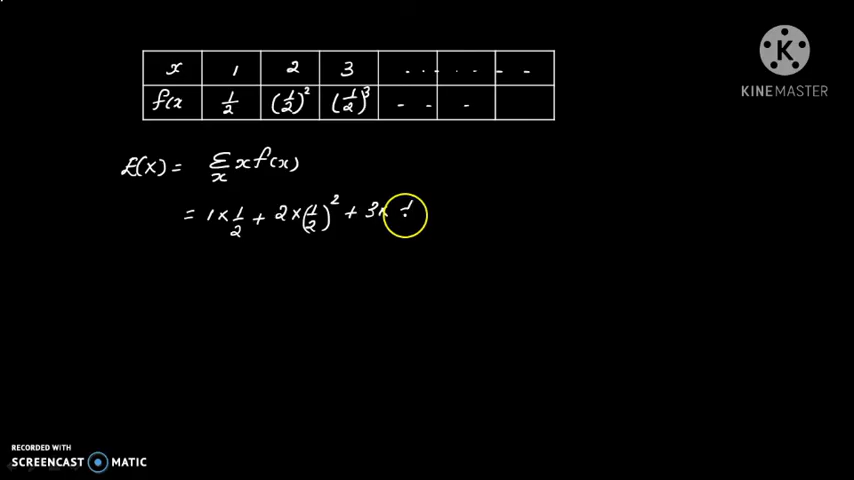 x 1 2 3 . . . . . - -
f(x 1/2 (1/2)² (1/2)³ - - -
E(X) = Σₓ x f(x)
= 1 × 1/2 + 2 × (1/2)² + 3 ×
K
KINEMASTER
RECORDED WITH
SCREENCAST MATIC